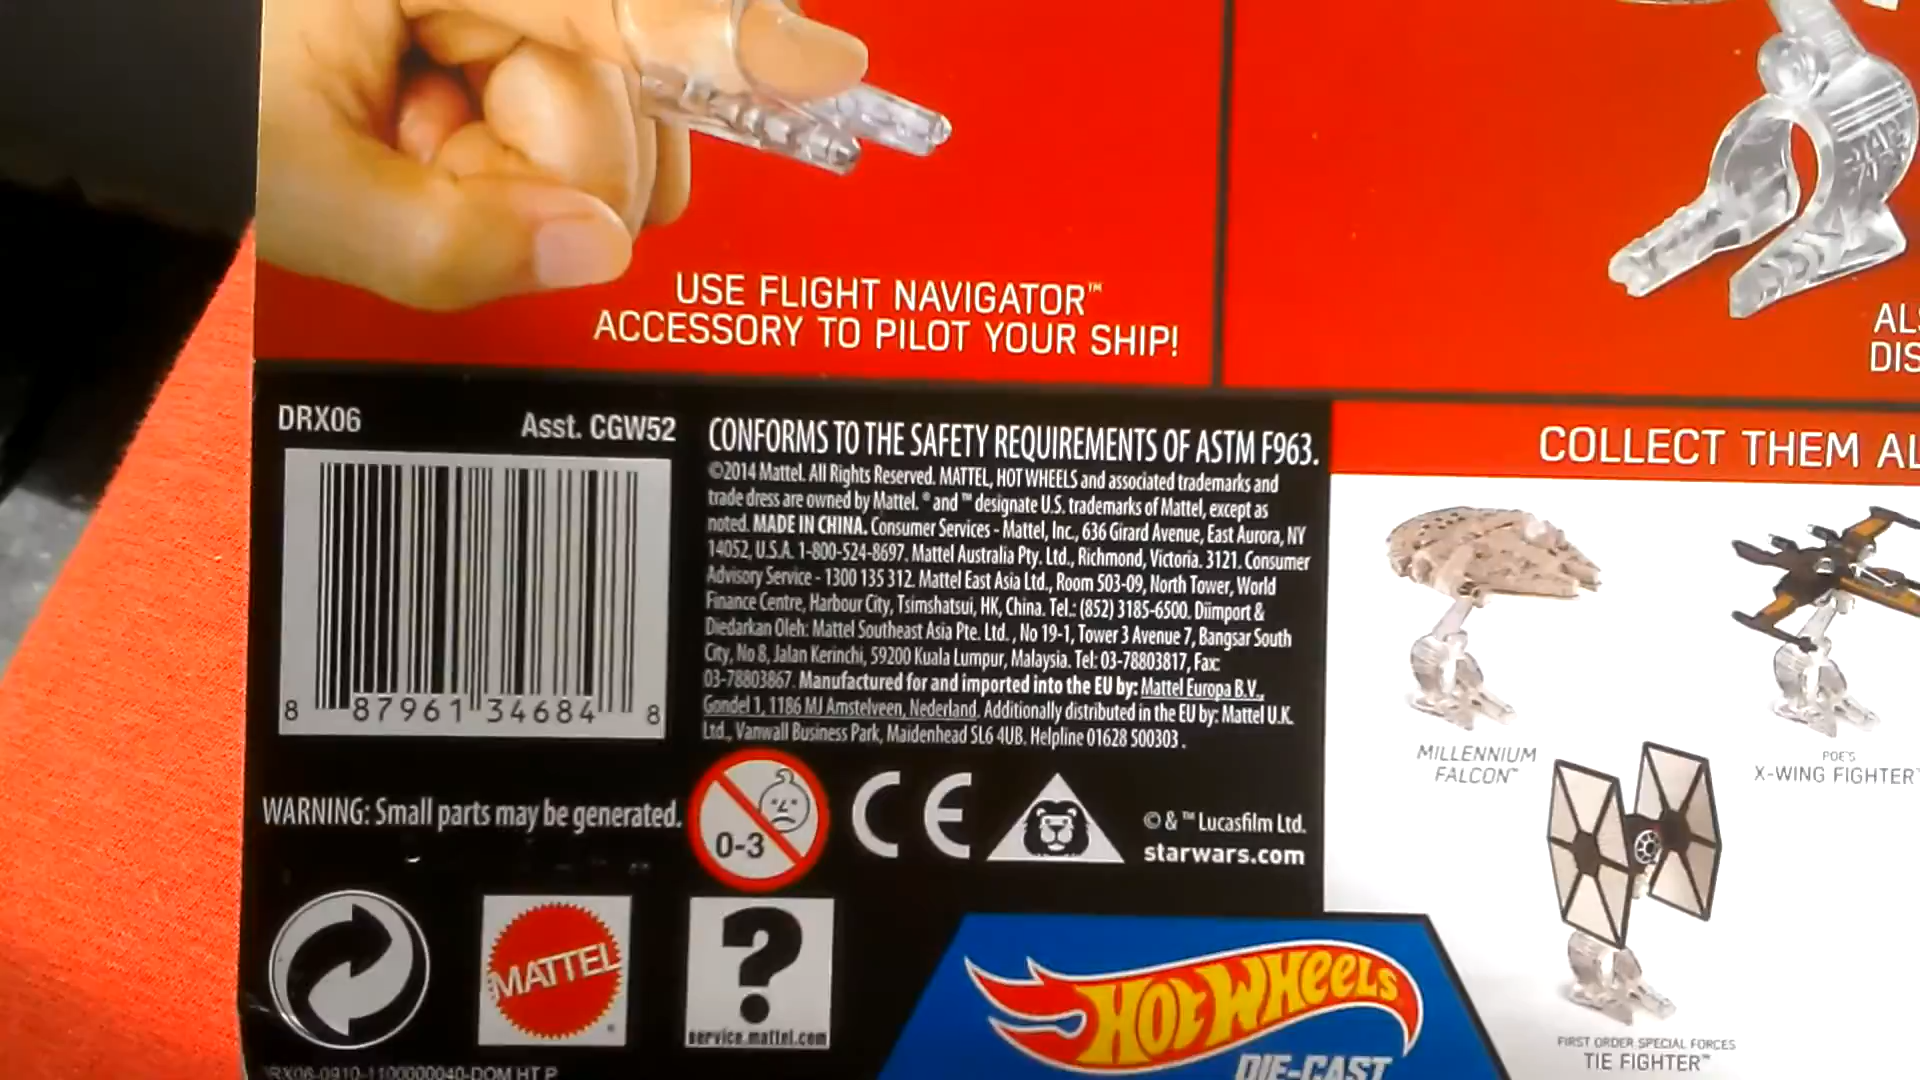 USE FLIGHT NAVIGATOR™
ACCESSORY TO PILOT YOUR SHIP!
DRX06 Asst. CGW52
8 87961 34684 8
CONFORMS TO THE SAFETY REQUIREMENTS OF ASTM F963.
©2014 Mattel. All Rights Reserved. MATTEL, HOT WHEELS and associated trademarks and
trade dress are owned by Mattel. ® and ™ designate U.S. trademarks of Mattel, except as
noted. MADE IN CHINA. Consumer Services - Mattel, Inc., 636 Girard Avenue, East Aurora, NY
14052, U.S.A. 1-800-524-8697. Mattel Australia Pty. Ltd., Richmond, Victoria. 3121. Consumer
Advisory Service - 1300 135 312. Mattel East Asia Ltd., Room 503-09, North Tower, World
Finance Centre, Harbour City, Tsimshatsui, HK, China. Tel.: (852) 3185-6500. Diimport &
Diedarkan Oleh: Mattel Southeast Asia Pte. Ltd. , No 19-1, Tower 3 Avenue 7, Bangsar South
City, No 8, Jalan Kerinchi, 59200 Kuala Lumpur, Malaysia. Tel: 03-78803817, Fax:
03-78803867. Manufactured for and imported into the EU by: Mattel Europa B.V.,
Gondel 1, 1186 MJ Amstelveen, Nederland. Additionally distributed in the EU by: Mattel U.K.
Ltd., Vanwall Business Park, Maidenhead SL6 4UB. Helpline 01628 500303 .
WARNING: Small parts may be generated.
0-3
CE
© & ™ Lucasfilm Ltd.
starwars.com
MATTEL
®
?
service.mattel.com
HOT WHEELS
DIE-CAST
RX06-0910-1100000040-DOM HT P
AL
DIS
COLLECT THEM AL
MILLENNIUM
FALCON™
POE'S
X-WING FIGHTER™
FIRST ORDER SPECIAL FORCES
TIE FIGHTER™